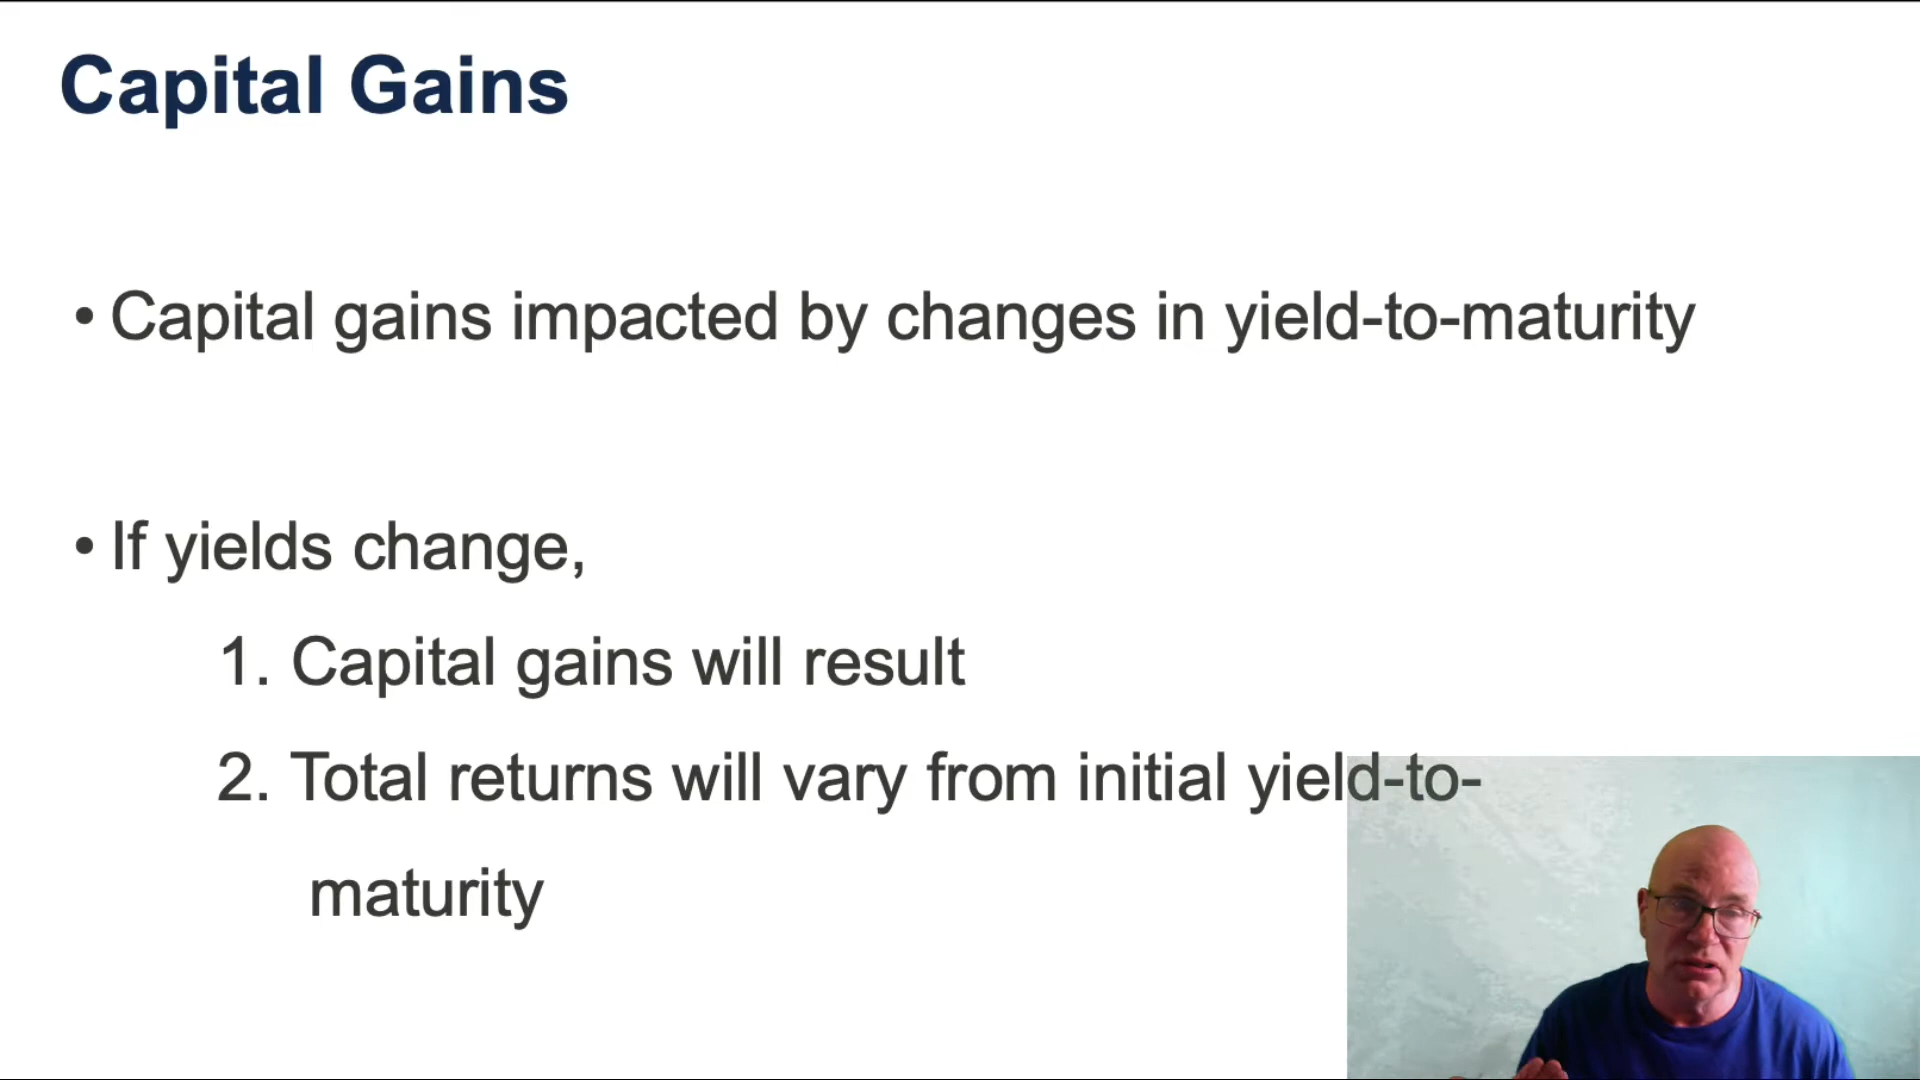 Capital Gains
• Capital gains impacted by changes in yield-to-maturity
• If yields change,
1. Capital gains will result
2. Total returns will vary from initial yield-to-
maturity